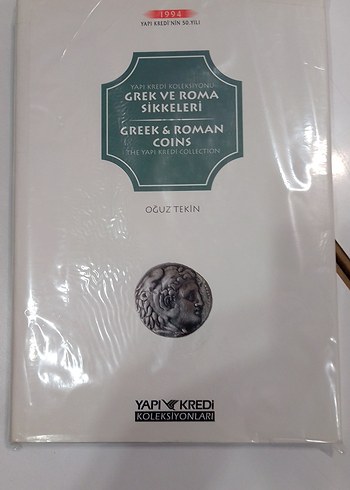 1994
YAPI KREDİ'NİN 50.YILI
YAPI KREDİ KOLEKSİYONU
GREK VE ROMA
SİKKELERİ
GREEK & ROMAN
COINS
THE YAPI KREDİ COLLECTION
OĞUZ TEKİN
YAPI KREDİ
KOLEKSİYONLARI